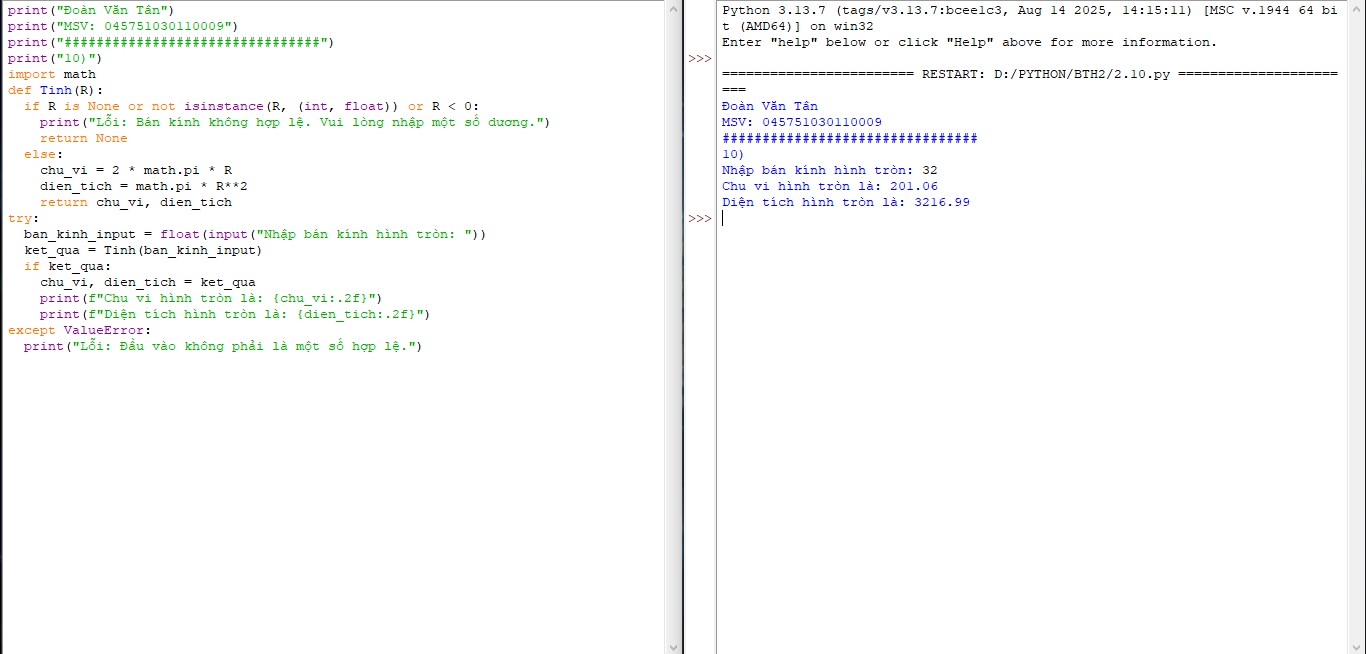 print("Đoàn Văn Tân")
print("MSV: 045751030110009")
print("################################")
print("10)")
import math
def Tinh(R):
  if R is None or not isinstance(R, (int, float)) or R < 0:
    print("Lỗi: Bán kính không hợp lệ. Vui lòng nhập một số dương.")
    return None
  else:
    chu_vi = 2 * math.pi * R
    dien_tich = math.pi * R**2
    return chu_vi, dien_tich
try:
  ban_kinh_input = float(input("Nhập bán kính hình tròn: "))
  ket_qua = Tinh(ban_kinh_input)
  if ket_qua:
    chu_vi, dien_tich = ket_qua
    print(f"Chu vi hình tròn là: {chu_vi:.2f}")
    print(f"Diện tích hình tròn là: {dien_tich:.2f}")
except ValueError:
  print("Lỗi: Đầu vào không phải là một số hợp lệ.")
Python 3.13.7 (tags/v3.13.7:bcee1c3, Aug 14 2025, 14:15:11) [MSC v.1944 64 bi
t (AMD64)] on win32
Enter "help" below or click "Help" above for more information.
>>>
======================== RESTART: D:/PYTHON/BTH2/2.10.py ====================
===
Đoàn Văn Tân
MSV: 045751030110009
################################
10)
Nhập bán kính hình tròn: 32
Chu vi hình tròn là: 201.06
Diện tích hình tròn là: 3216.99
>>>